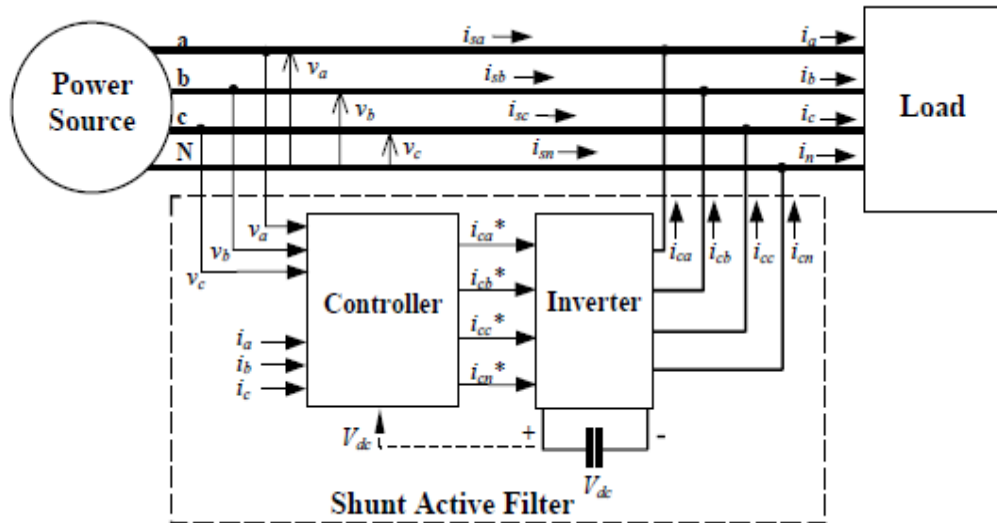 a i_sa i_a
Power Source
v_a
b i_sb i_b
v_b
Load
c i_sc i_c
v_c
N i_sn i_n
v_a
v_b
v_c
Controller
i_a
i_b
i_c
i_ca*
i_cb*
i_cc*
i_cn*
Inverter
i_ca i_cb i_cc i_cn
V_dc
+ -
V_dc
Shunt Active Filter